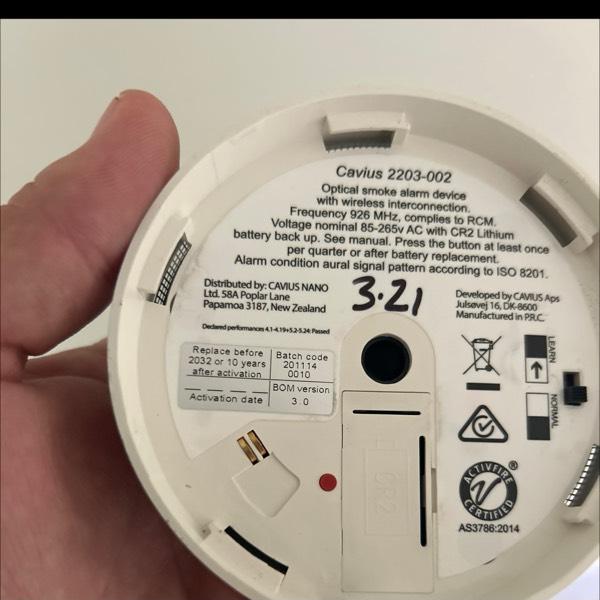 Cavius 2203-002
Optical smoke alarm device
with wireless interconnection.
Frequency 926 MHz, complies to RCM.
Voltage nominal 85-265v AC with CR2 Lithium
battery back up. See manual. Press the button at least once
per quarter or after battery replacement.
Alarm condition aural signal pattern according to ISO 8201.
Distributed by: CAVIUS NANO
Ltd. 58A Poplar Lane
Papamoa 3187, New Zealand
3.21
Developed by CAVIUS Aps
Julsøvej 16, DK-8600
Manufactured in P.R.C.
Declared performances 4.1-4.19+5.2-5.24: Passed
Replace before
2032 or 10 years
after activation
Activation date
Batch code
201114
0010
BOM version
3.0
LEARN
NORMAL
CR2
ACTIVFIRE
CERTIFIED
®
AS3786:2014